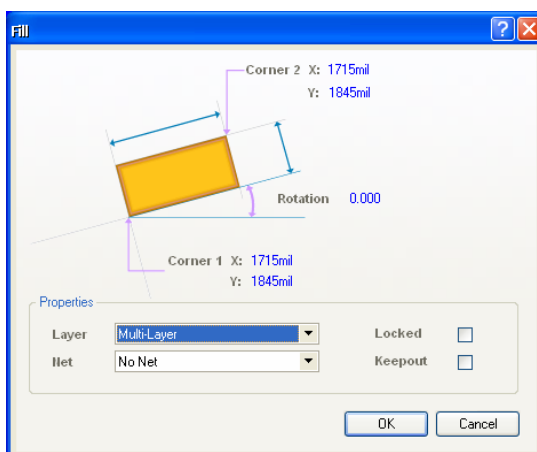 Fill
Corner 2 X: 1715mil
Y: 1845mil
Rotation 0.000
Corner 1 X: 1715mil
Y: 1845mil
Properties
Layer Multi-Layer Locked
Net No Net Keepout
OK Cancel